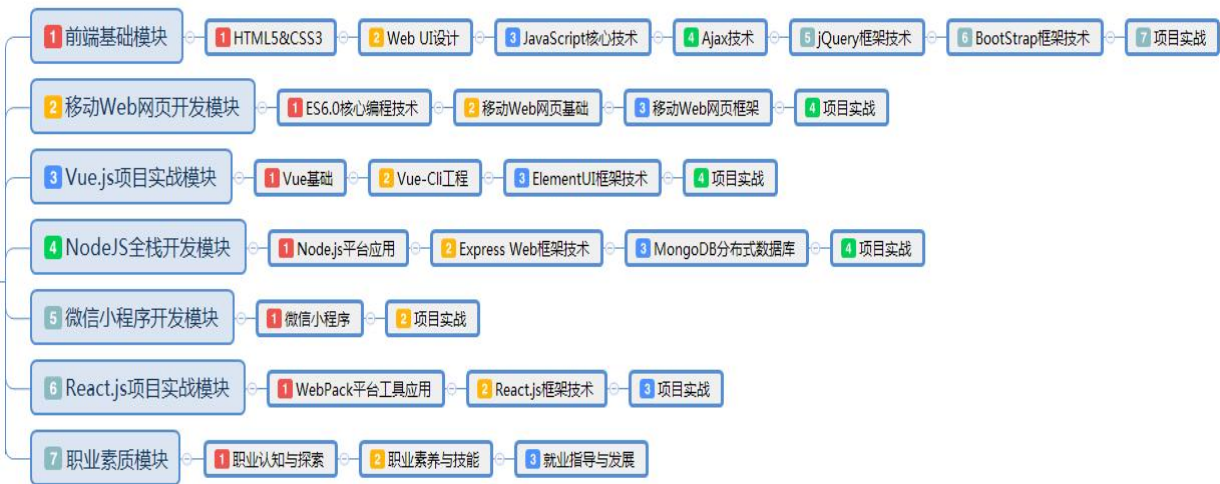 1 前端基础模块 1 HTML5&CSS3 2 Web UI设计 3 JavaScript核心技术 4 Ajax技术 5 jQuery框架技术 6 BootStrap框架技术 7 项目实战
2 移动Web网页开发模块 1 ES6.0核心编程技术 2 移动Web网页基础 3 移动Web网页框架 4 项目实战
3 Vue.js项目实战模块 1 Vue基础 2 Vue-Cli工程 3 ElementUI框架技术 4 项目实战
4 NodeJS全栈开发模块 1 Node.js平台应用 2 Express Web框架技术 3 MongoDB分布式数据库 4 项目实战
5 微信小程序开发模块 1 微信小程序 2 项目实战
6 React.js项目实战模块 1 WebPack平台工具应用 2 React.js框架技术 3 项目实战
7 职业素质模块 1 职业认知与探索 2 职业素养与技能 3 就业指导与发展